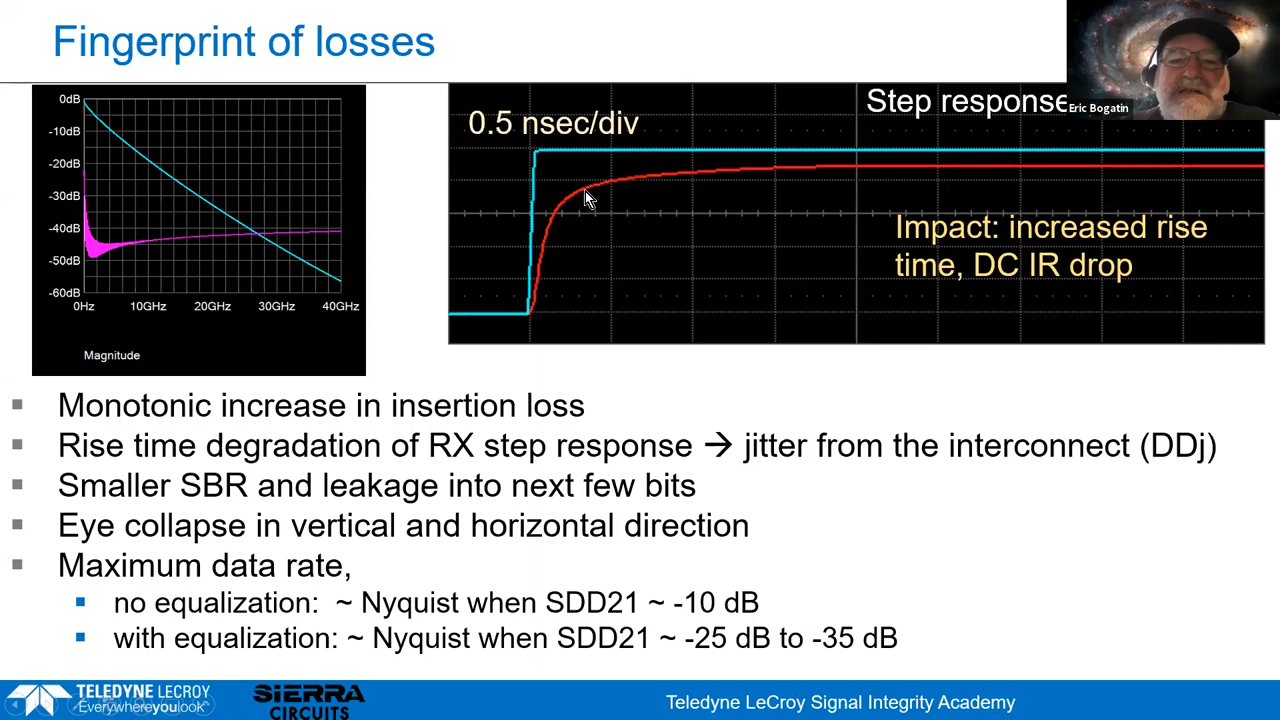 Fingerprint of losses
0dB
-10dB
-20dB
-30dB
-40dB
-50dB
-60dB
0Hz 10GHz 20GHz 30GHz 40GHz
Magnitude
0.5 nsec/div
Step response
Eric Bogatin
Impact: increased rise
time, DC IR drop
Monotonic increase in insertion loss
Rise time degradation of RX step response → jitter from the interconnect (DDj)
Smaller SBR and leakage into next few bits
Eye collapse in vertical and horizontal direction
Maximum data rate,
no equalization: ~ Nyquist when SDD21 ~ -10 dB
with equalization: ~ Nyquist when SDD21 ~ -25 dB to -35 dB
TELEDYNE LECROY
Everywhereyoulook
SIERRA
CIRCUITS
Teledyne LeCroy Signal Integrity Academy